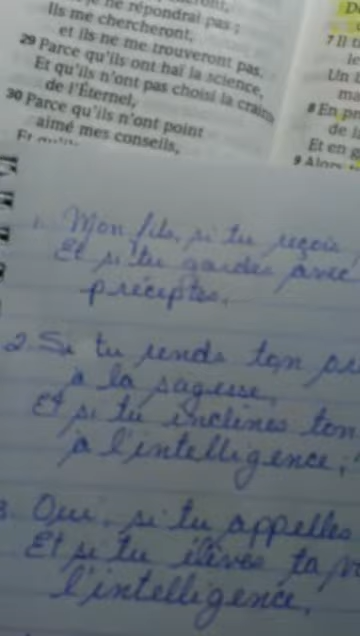 je ne répondrai pas ;
Ils me chercheront,
et ils ne me trouveront pas.
29 Parce qu'ils ont haï la science,
Et qu'ils n'ont pas choisi la crainte
de l'Éternel,
30 Parce qu'ils n'ont point
aimé mes conseils,
7 Il
le
Un
ma
8 En
de
Et en
9 Alors
1. Mon fils, si tu reçois
Et si tu gardes avec
préceptes,
2. Si tu rends ton
à la sagesse,
Et si tu inclines ton
à l'intelligence;
3 Oui, si tu appelles
Et si tu élèves ta
l'intelligence,